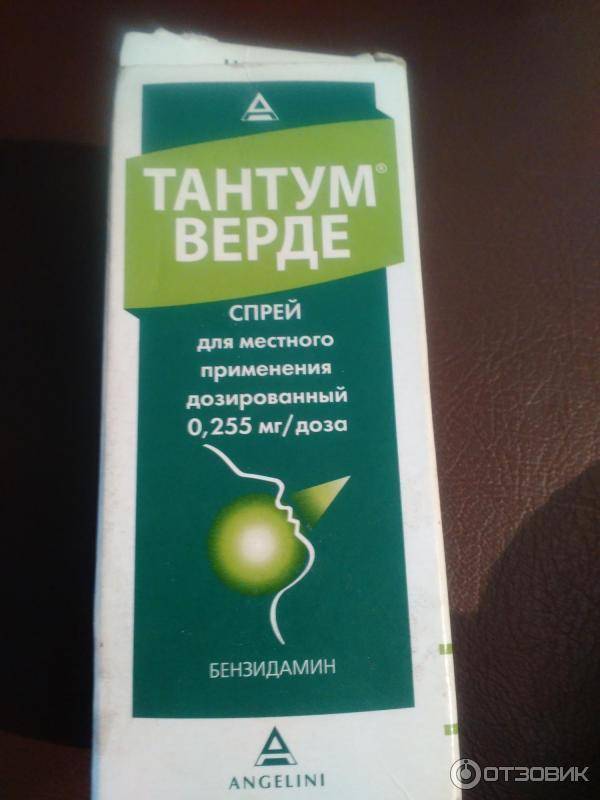 ТАНТУМ®
ВЕРДЕ
СПРЕЙ
для местного
применения
дозированный
0,255 мг/доза
БЕНЗИДАМИН
ANGELINI
ОТЗОВИК